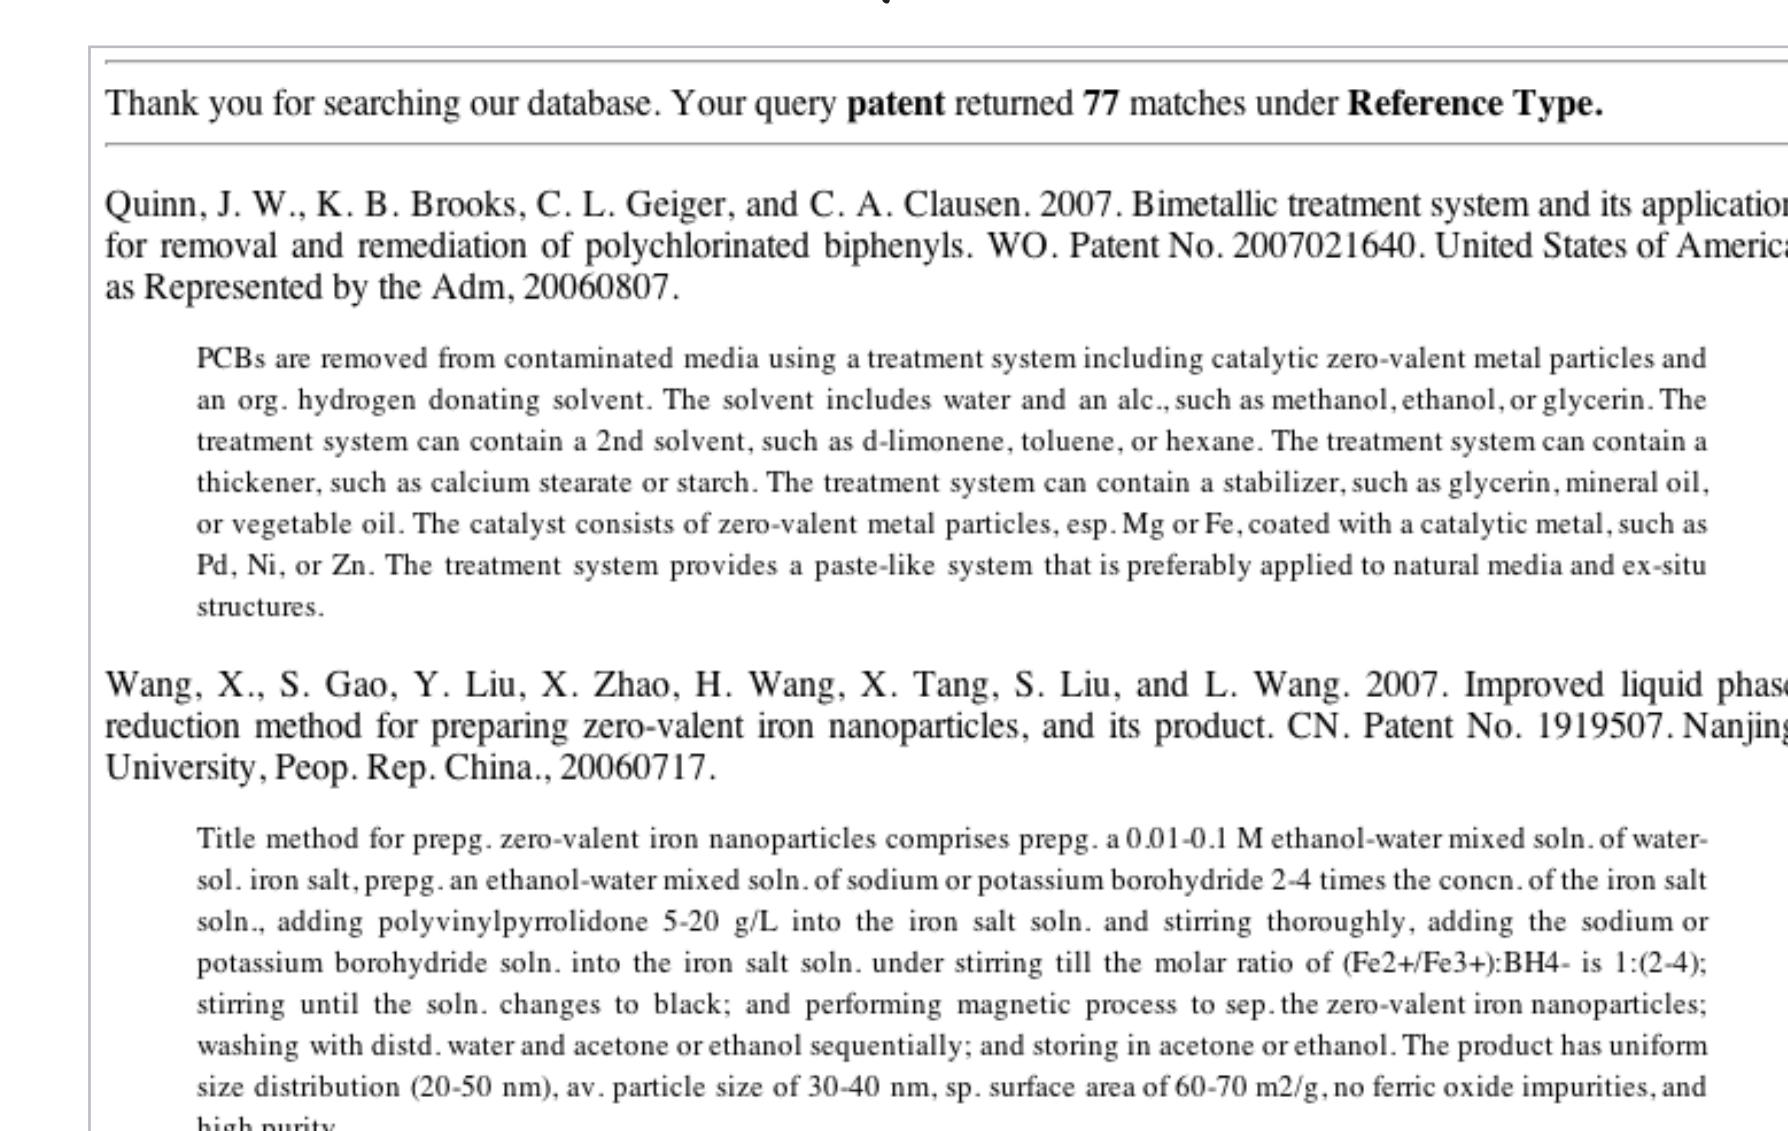 Thank you for searching our database. Your query patent returned 77 matches under Reference Type.
Quinn, J. W., K. B. Brooks, C. L. Geiger, and C. A. Clausen. 2007. Bimetallic treatment system and its application
for removal and remediation of polychlorinated biphenyls. WO. Patent No. 2007021640. United States of America
as Represented by the Adm, 20060807.
PCBs are removed from contaminated media using a treatment system including catalytic zero-valent metal particles and
an org. hydrogen donating solvent. The solvent includes water and an alc., such as methanol, ethanol, or glycerin. The
treatment system can contain a 2nd solvent, such as d-limonene, toluene, or hexane. The treatment system can contain a
thickener, such as calcium stearate or starch. The treatment system can contain a stabilizer, such as glycerin, mineral oil,
or vegetable oil. The catalyst consists of zero-valent metal particles, esp. Mg or Fe, coated with a catalytic metal, such as
Pd, Ni, or Zn. The treatment system provides a paste-like system that is preferably applied to natural media and ex-situ
structures.
Wang, X., S. Gao, Y. Liu, X. Zhao, H. Wang, X. Tang, S. Liu, and L. Wang. 2007. Improved liquid phase
reduction method for preparing zero-valent iron nanoparticles, and its product. CN. Patent No. 1919507. Nanjing
University, Peop. Rep. China., 20060717.
Title method for prepg. zero-valent iron nanoparticles comprises prepg. a 0.01-0.1 M ethanol-water mixed soln. of water-
sol. iron salt, prepg. an ethanol-water mixed soln. of sodium or potassium borohydride 2-4 times the concn. of the iron salt
soln., adding polyvinylpyrrolidone 5-20 g/L into the iron salt soln. and stirring thoroughly, adding the sodium or
potassium borohydride soln. into the iron salt soln. under stirring till the molar ratio of (Fe2+/Fe3+):BH4- is 1:(2-4);
stirring until the soln. changes to black; and performing magnetic process to sep. the zero-valent iron nanoparticles;
washing with distd. water and acetone or ethanol sequentially; and storing in acetone or ethanol. The product has uniform
size distribution (20-50 nm), av. particle size of 30-40 nm, sp. surface area of 60-70 m2/g, no ferric oxide impurities, and
high purity.